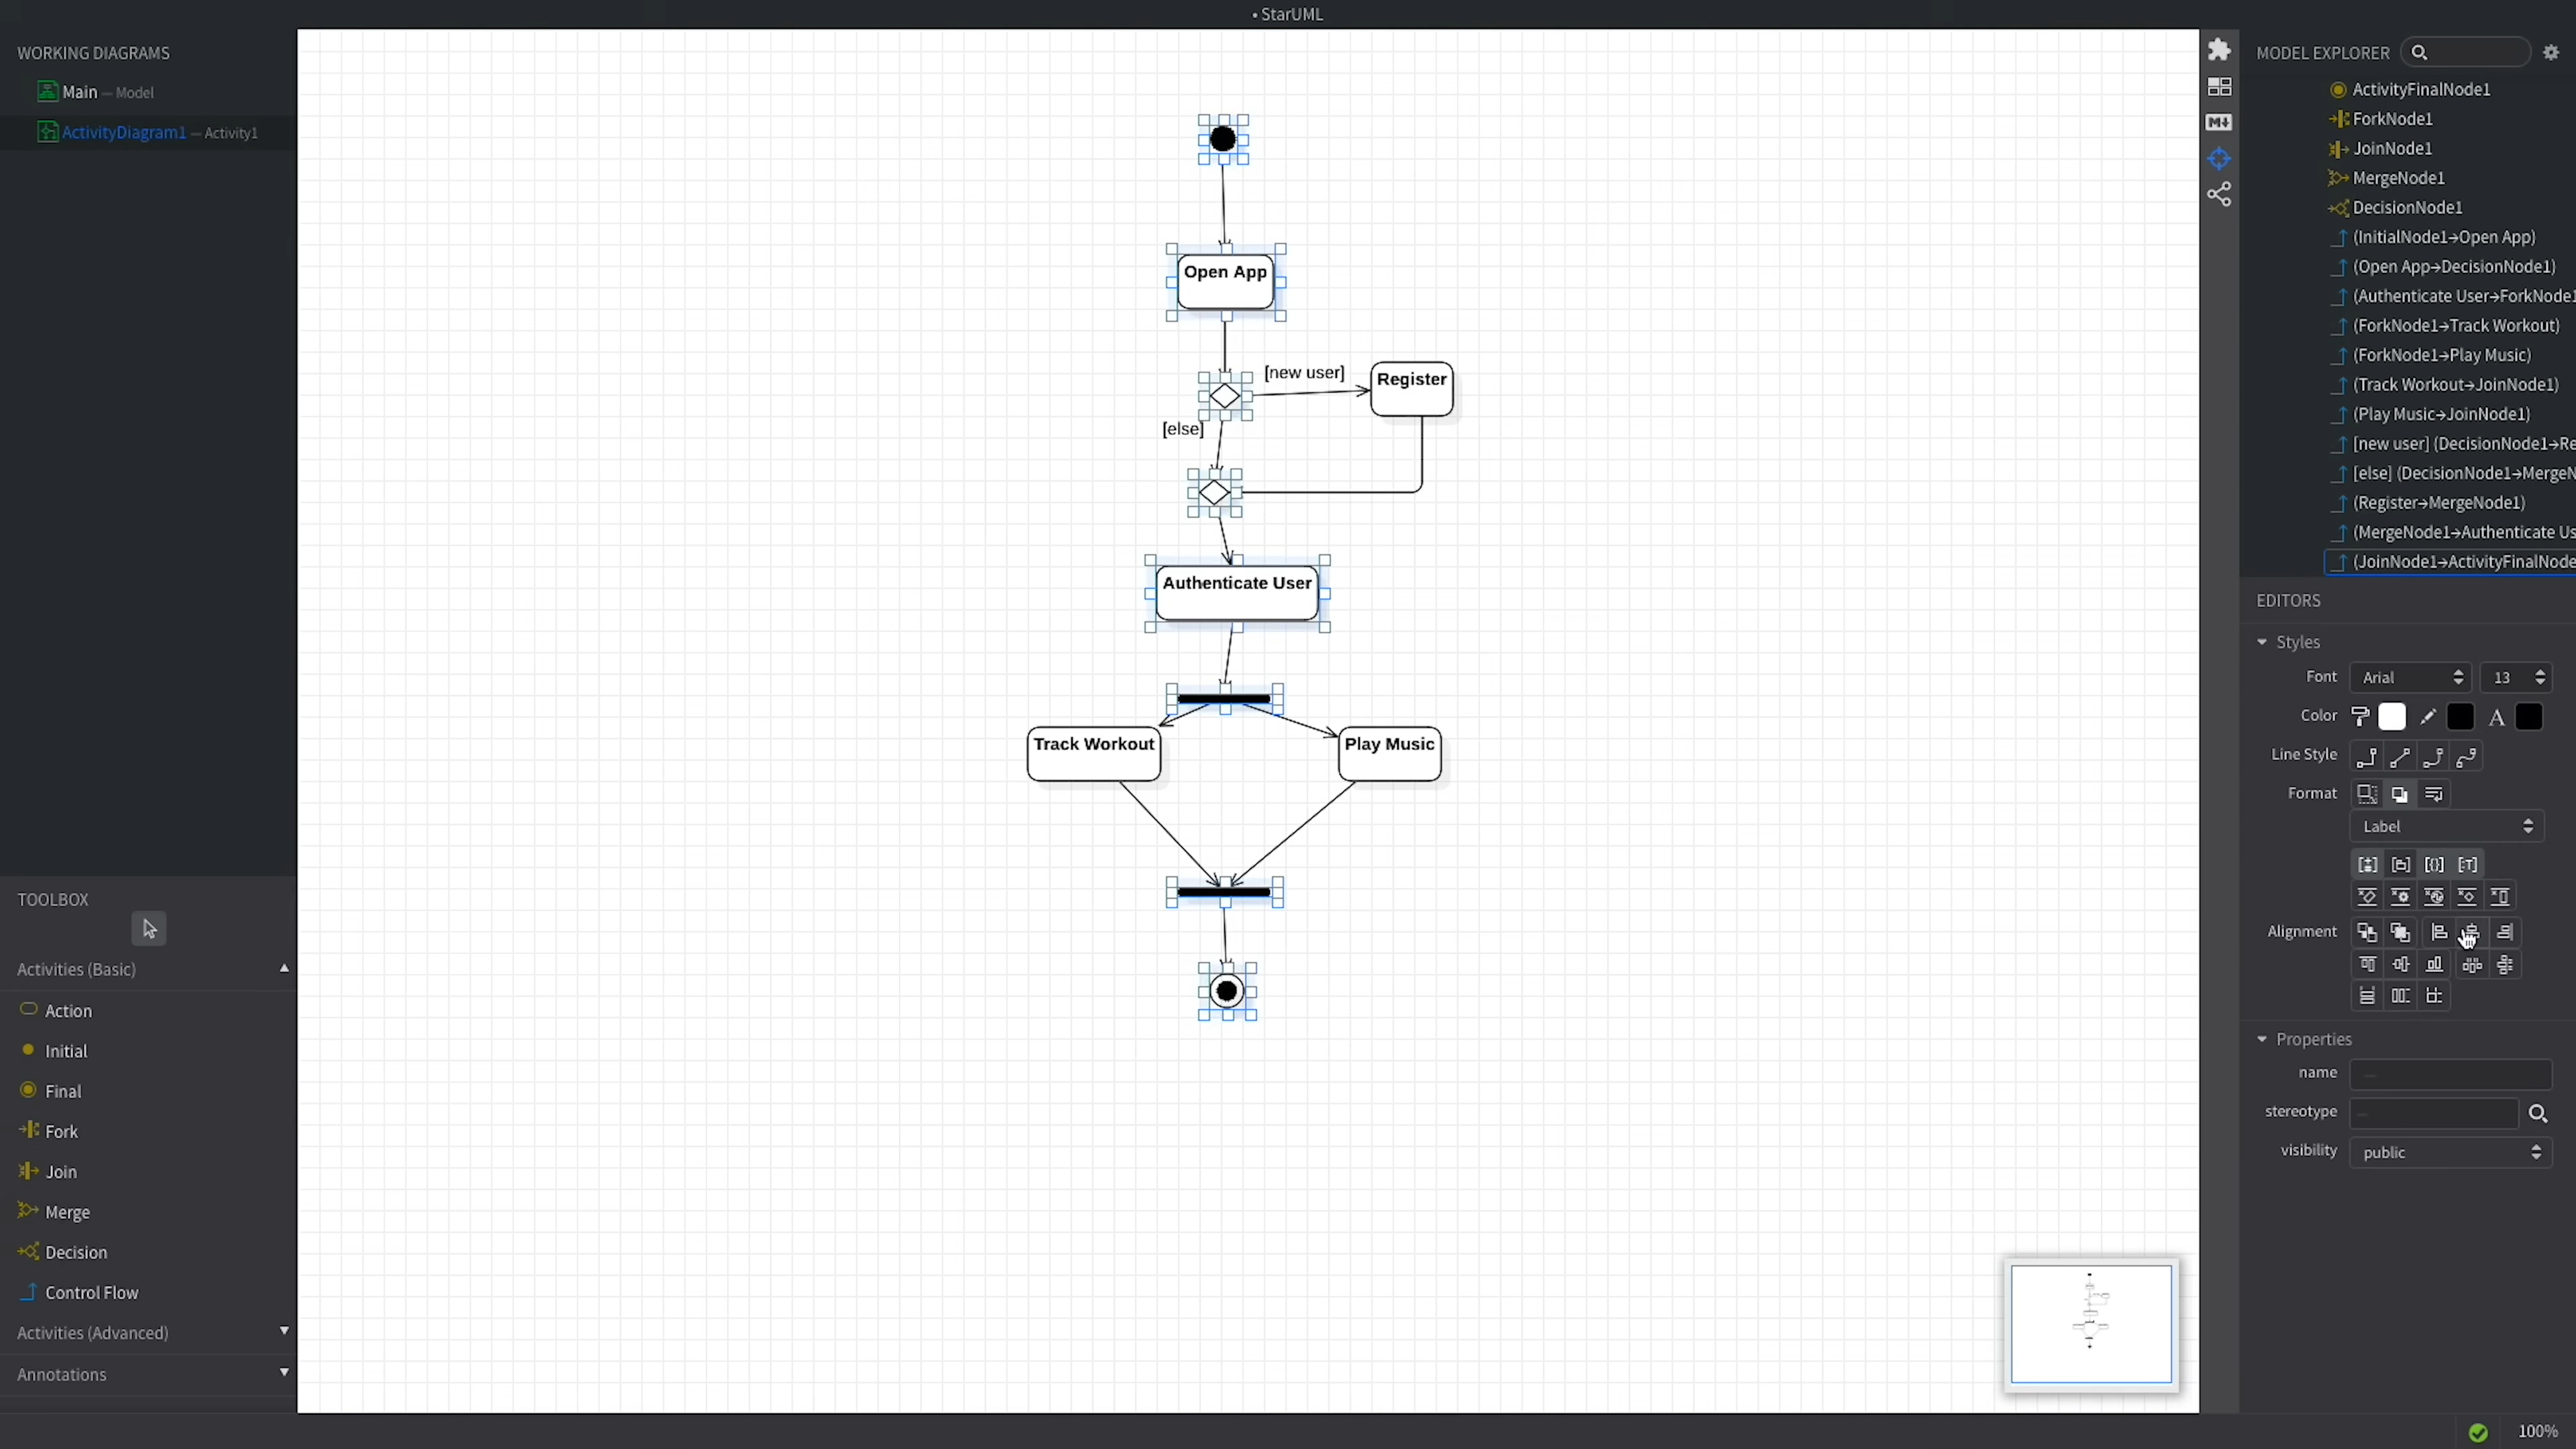 • StarUML
WORKING DIAGRAMS
Main — Model
ActivityDiagram1 — Activity1
TOOLBOX
Activities (Basic)
Action
Initial
Final
Fork
Join
Merge
Decision
Control Flow
Activities (Advanced)
Annotations
Open App
[new user]
Register
[else]
Authenticate User
Track Workout
Play Music
MODEL EXPLORER
ActivityFinalNode1
ForkNode1
JoinNode1
MergeNode1
DecisionNode1
(InitialNode1→Open App)
(Open App→DecisionNode1)
(Authenticate User→ForkNode1
(ForkNode1→Track Workout)
(ForkNode1→Play Music)
(Track Workout→JoinNode1)
(Play Music→JoinNode1)
[new user] (DecisionNode1→Re
[else] (DecisionNode1→MergeN
(Register→MergeNode1)
(MergeNode1→Authenticate Us
(JoinNode1→ActivityFinalNode
EDITORS
Styles
Font Arial 13
Color A
Line Style
Format
Label
Alignment
Properties
name —
stereotype —
visibility public
100%